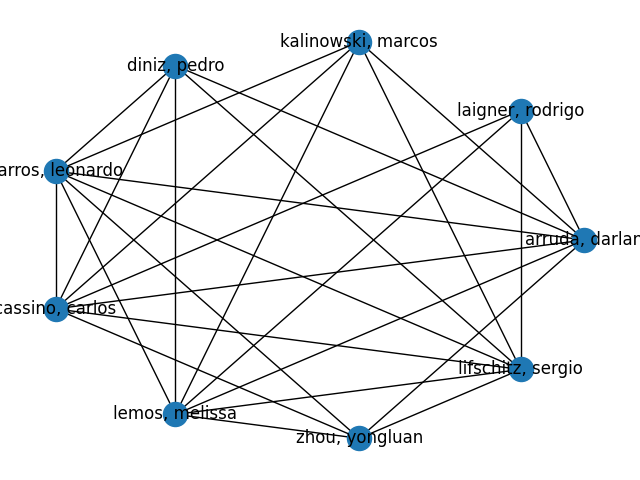 kalinowski, marcos
diniz, pedro
laigner, rodrigo
arros, leonardo
arruda, darlan
cassino, carlos
lifschitz, sergio
lemos, melissa
zhou, yongluan